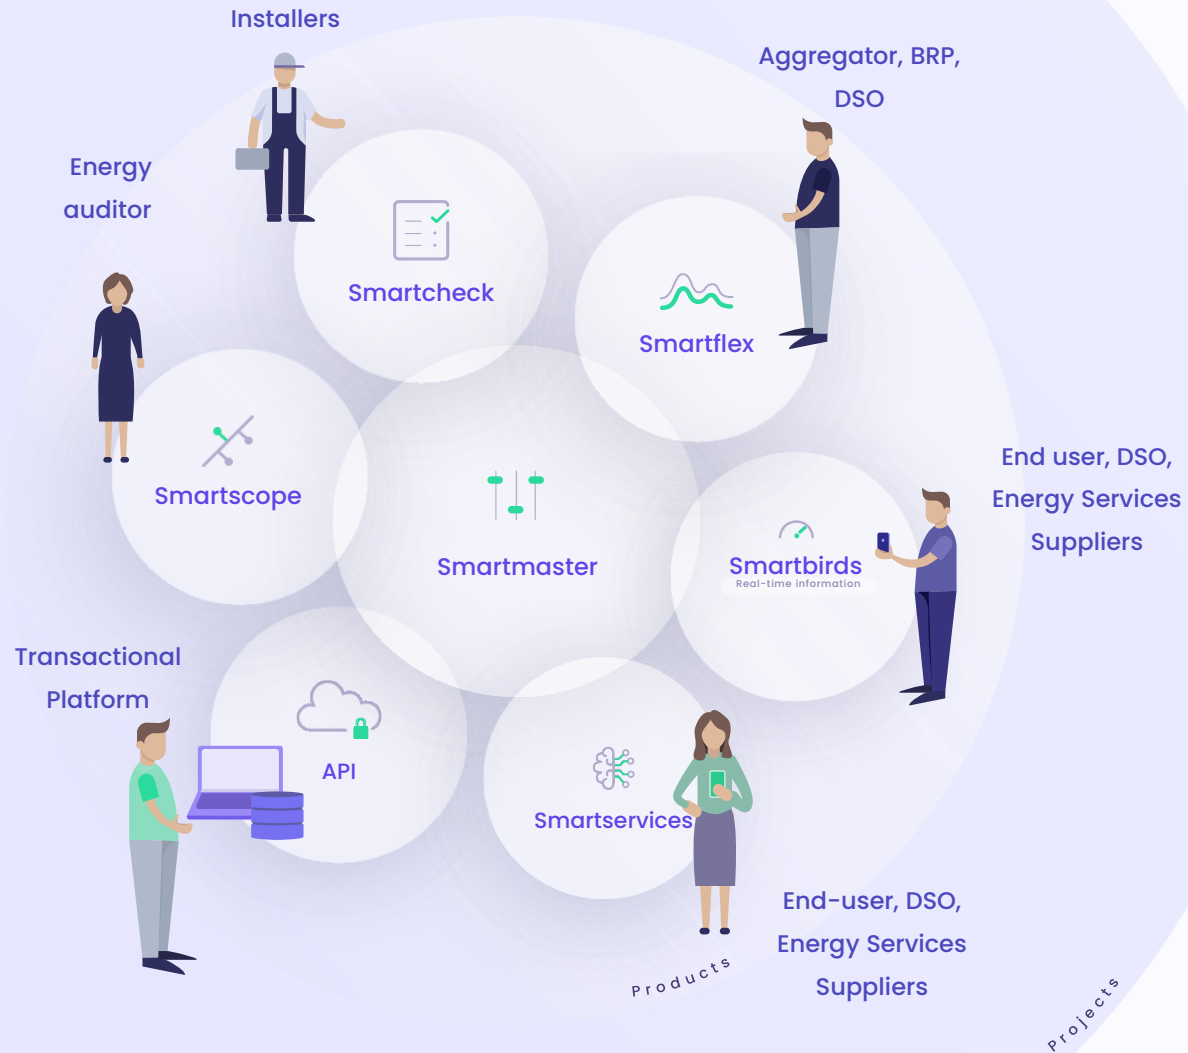 Installers
Aggregator, BRP,
DSO
Energy
auditor
Smartcheck
Smartflex
End user, DSO,
Energy Services
Suppliers
Smartscope
Smartmaster
Smartbirds
Real-time information
Transactional
Platform
API
Smartservices
End-user, DSO,
Energy Services
Suppliers
Products
Projects